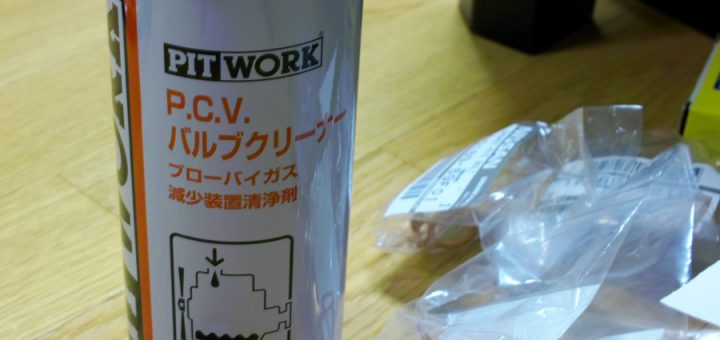 PITWORK
P.C.V.
バルブクリーナー
ブローバイガス
減少装置清浄剤